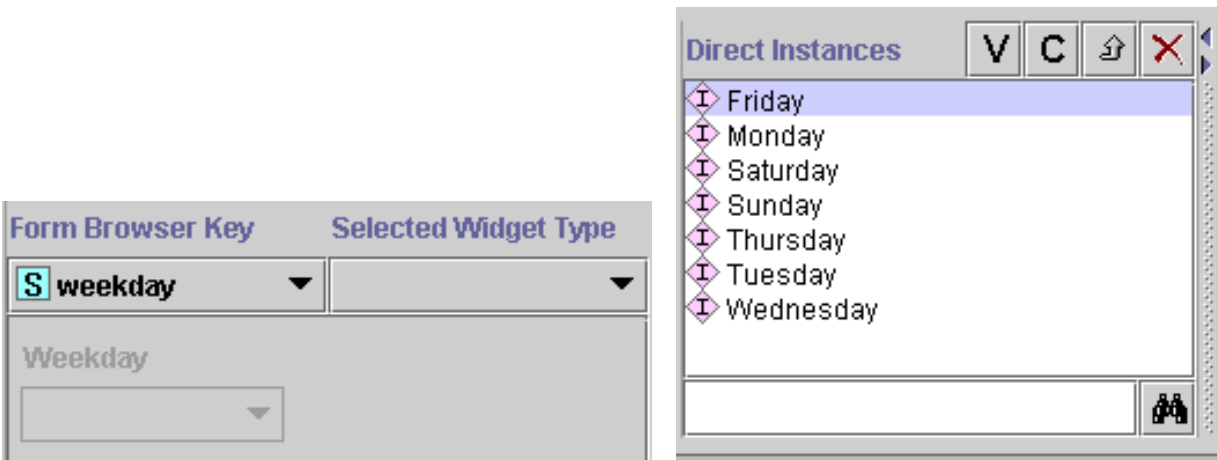 Form Browser Key Selected Widget Type
S weekday
Weekday
Direct Instances V C
I Friday
I Monday
I Saturday
I Sunday
I Thursday
I Tuesday
I Wednesday